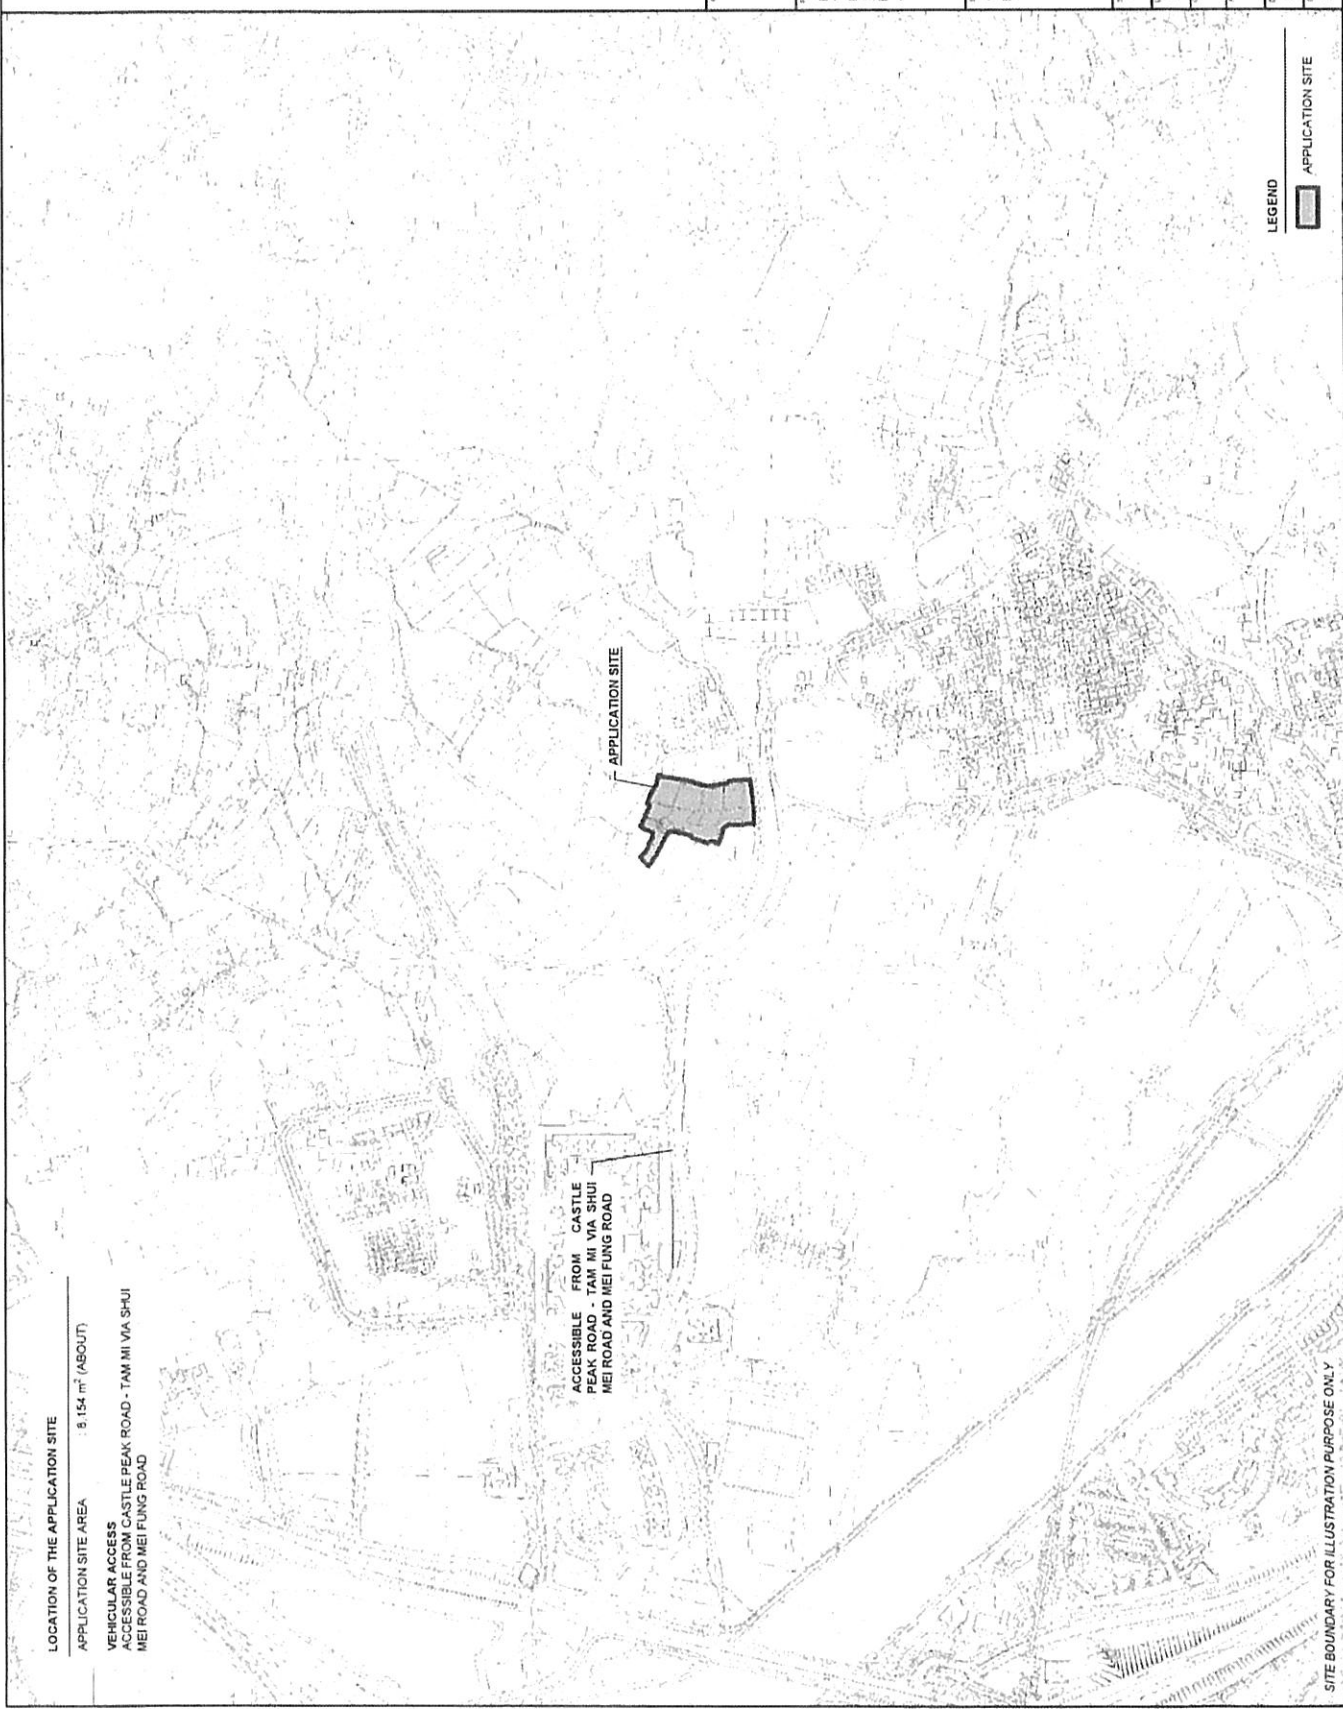 LOCATION OF THE APPLICATION SITE
APPLICATION SITE AREA : 8,154 m² (ABOUT)
VEHICULAR ACCESS
ACCESSIBLE FROM CASTLE PEAK ROAD - TAM MI VIA SHUI
MEI ROAD AND MEI FUNG ROAD
ACCESSIBLE FROM CASTLE
PEAK ROAD - TAM MI VIA SHUI
MEI ROAD AND MEI FUNG ROAD
APPLICATION SITE
LEGEND
APPLICATION SITE
SITE BOUNDARY FOR ILLUSTRATION PURPOSE ONLY